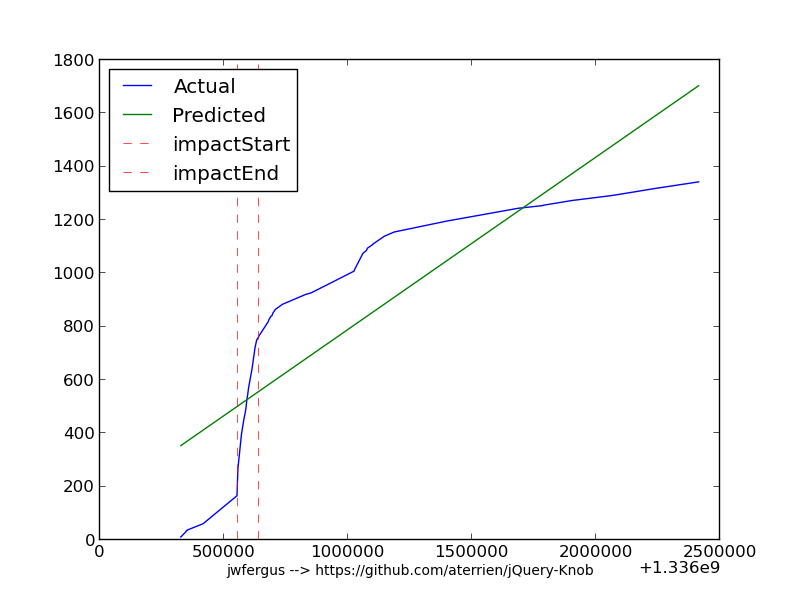 1800
1600
1400
1200
1000
800
600
400
200
0
Actual
Predicted
impactStart
impactEnd
0 500000 1000000 1500000 2000000 2500000
+1.336e9
jwfergus --> https://github.com/aterrien/jQuery-Knob